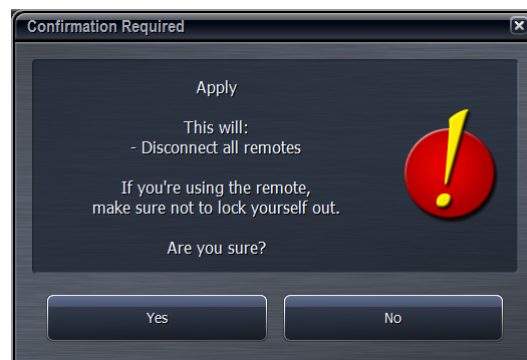 Confirmation Required
Apply
This will:
- Disconnect all remotes
If you're using the remote,
make sure not to lock yourself out.
Are you sure?
Yes
No